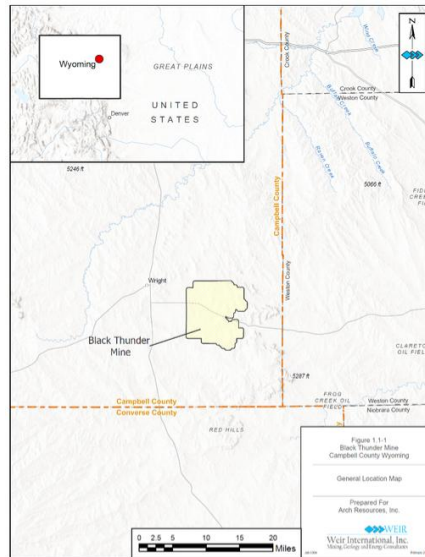 Wyoming
GREAT PLAINS
UNITED
STATES
Denver
N
Crook County
Crook County
Weston County
5246 ft
5066 ft
Campbell County
Weston County
Wright
Black Thunder
Mine
5287 ft
FROG
CREEK OIL
FIELD
Campbell County
Converse County
Weston County
Niobrara County
RED HILLS
Figure 1.1-1
Black Thunder Mine
Campbell County Wyoming
General Location Map
Prepared For
Arch Resources, Inc.
WEIR
Weir International, Inc.
Mining, Geology and Energy Consultants
0 2.5 5 10 15 20
Miles